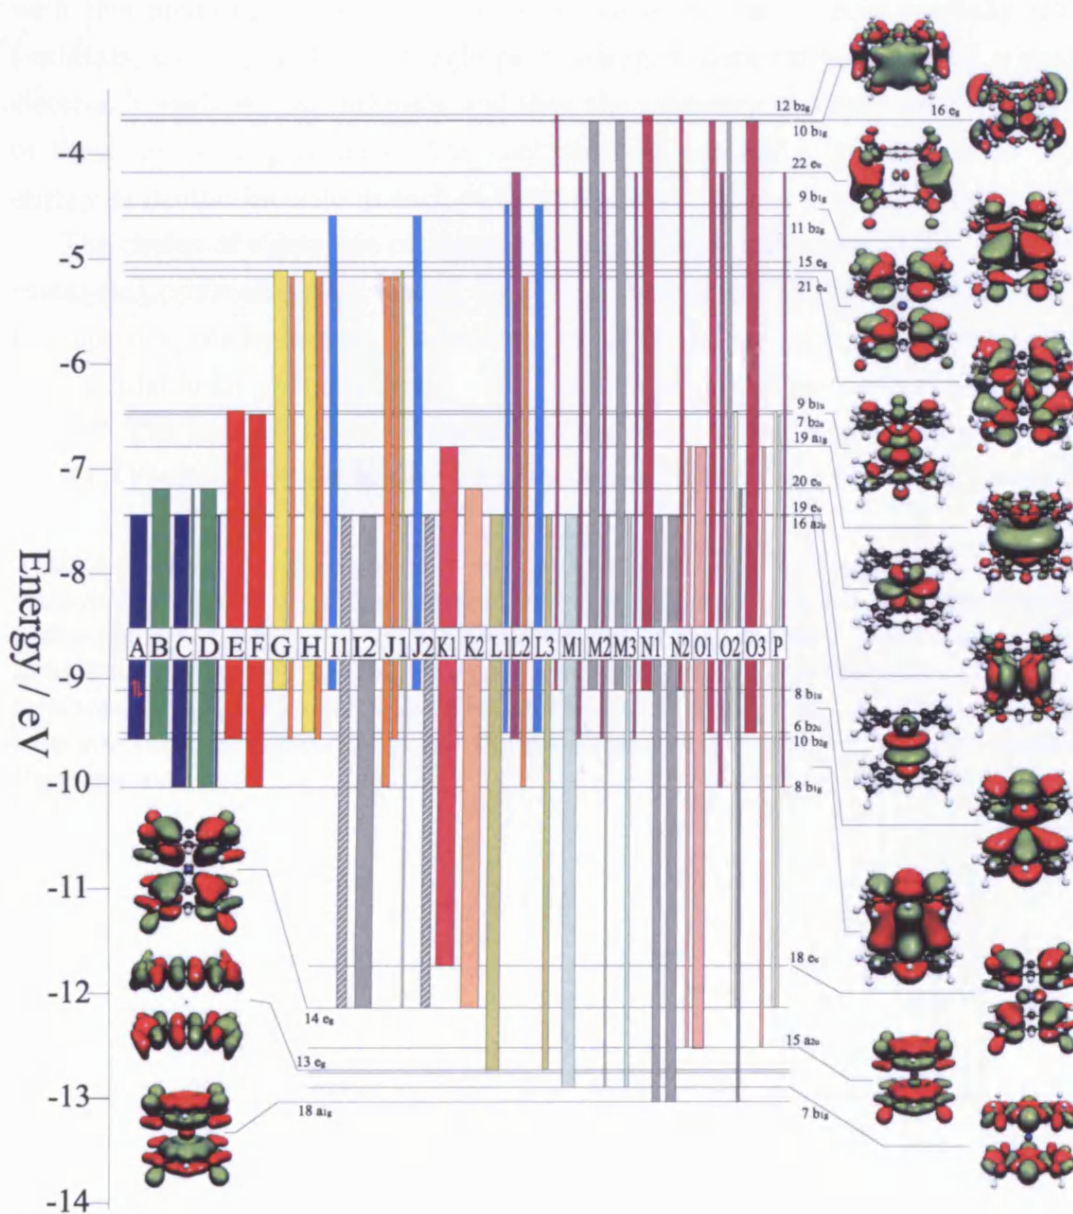 12 b2g
16 eg
10 b1g
-4
22 eu
9 b1g
11 b2g
-5
15 eg
21 eu
-6
9 b1u
7 b2u
19 a1g
-7
20 eu
19 eu
16 a2u
-8
Energy / eV
A B C D E F G H I1 I2 J1 J2 K1 K2 L1 L2 L3 M1 M2 M3 N1 N2 O1 O2 O3 P
-9
8 b1u
6 b2u
10 b2g
-10
8 b1g
-11
18 eu
-12
14 eg
15 a2u
13 eg
-13
18 a1g
7 b1g
-14